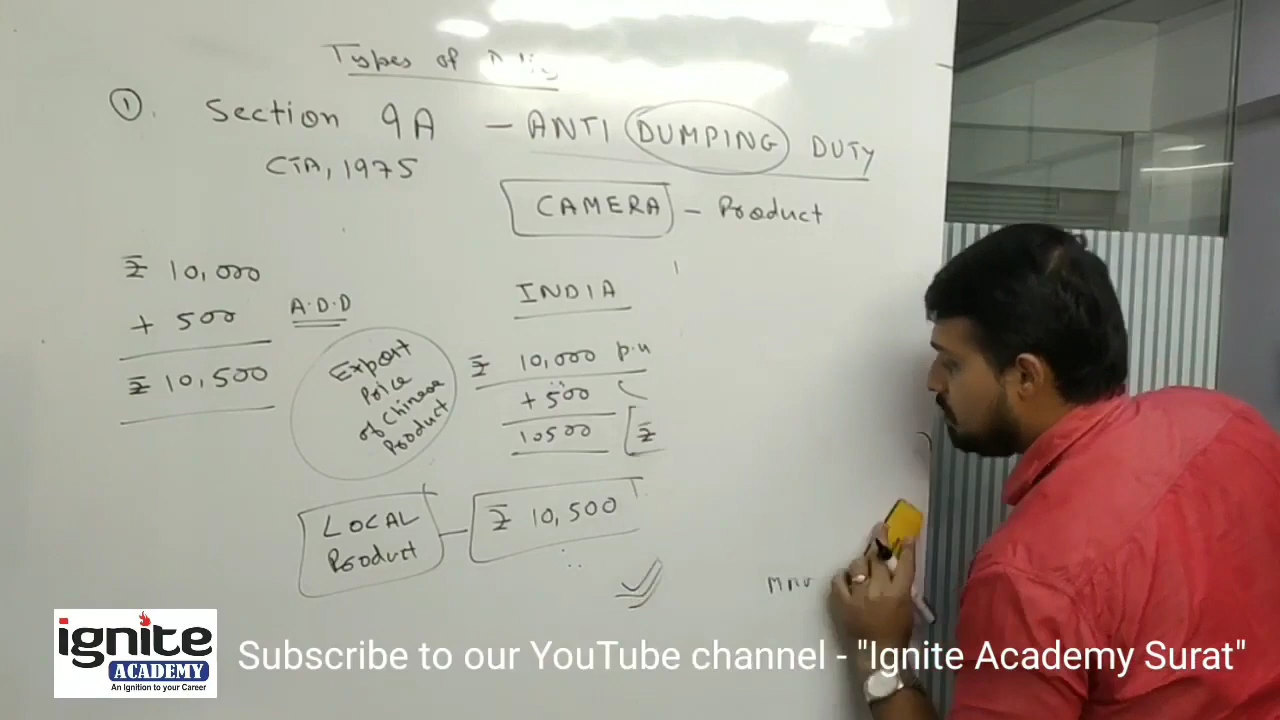 Types of
① . Section 9A - ANTI DUMPING DUTY
CTA, 1975
CAMERA - Product
₹ 10,000
+ 500
₹ 10,500
A.D.D
Export
Price
of Chinese
Product
INDIA
₹ 10,000 p.u
+ 500
10500
₹
LOCAL
Product
- ₹ 10,500
ignite
ACADEMY
An Ignition to your Career
Subscribe to our YouTube channel - "Ignite Academy Surat"